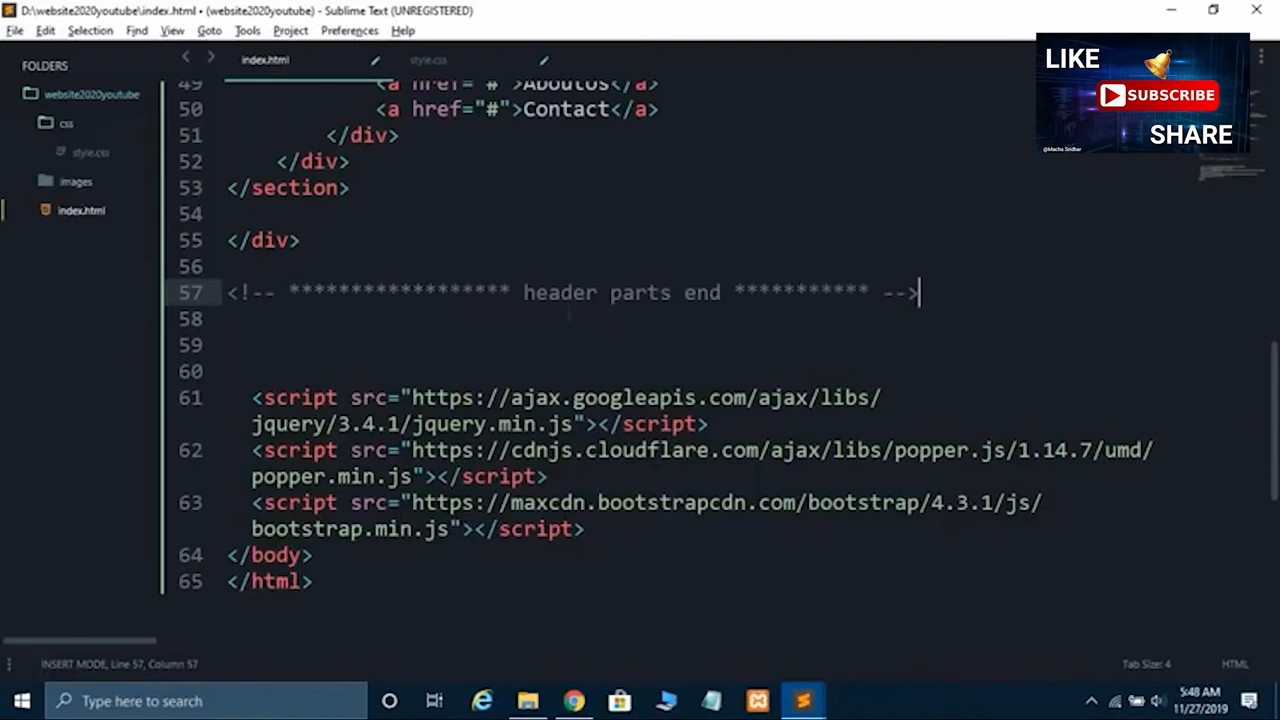 D:\website2020youtube\index.html • (website2020youtube) - Sublime Text (UNREGISTERED)
File Edit Selection Find View Goto Tools Project Preferences Help
FOLDERS
website2020youtube
css
style.css
images
index.html
index.html style.css
49 <a href="#">AboutUs</a>
50 <a href="#">Contact</a>
51 </div>
52 </div>
53 </section>
54
55 </div>
56
57 <!-- ****************** header parts end *********** -->
58
59
60
61 <script src="https://ajax.googleapis.com/ajax/libs/
jquery/3.4.1/jquery.min.js"></script>
62 <script src="https://cdnjs.cloudflare.com/ajax/libs/popper.js/1.14.7/umd/
popper.min.js"></script>
63 <script src="https://maxcdn.bootstrapcdn.com/bootstrap/4.3.1/js/
bootstrap.min.js"></script>
64 </body>
65 </html>
LIKE
SUBSCRIBE
SHARE
@Macha Sridhar
INSERT MODE, Line 57, Column 57
Tab Size: 4 HTML
Type here to search
5:48 AM
11/27/2019